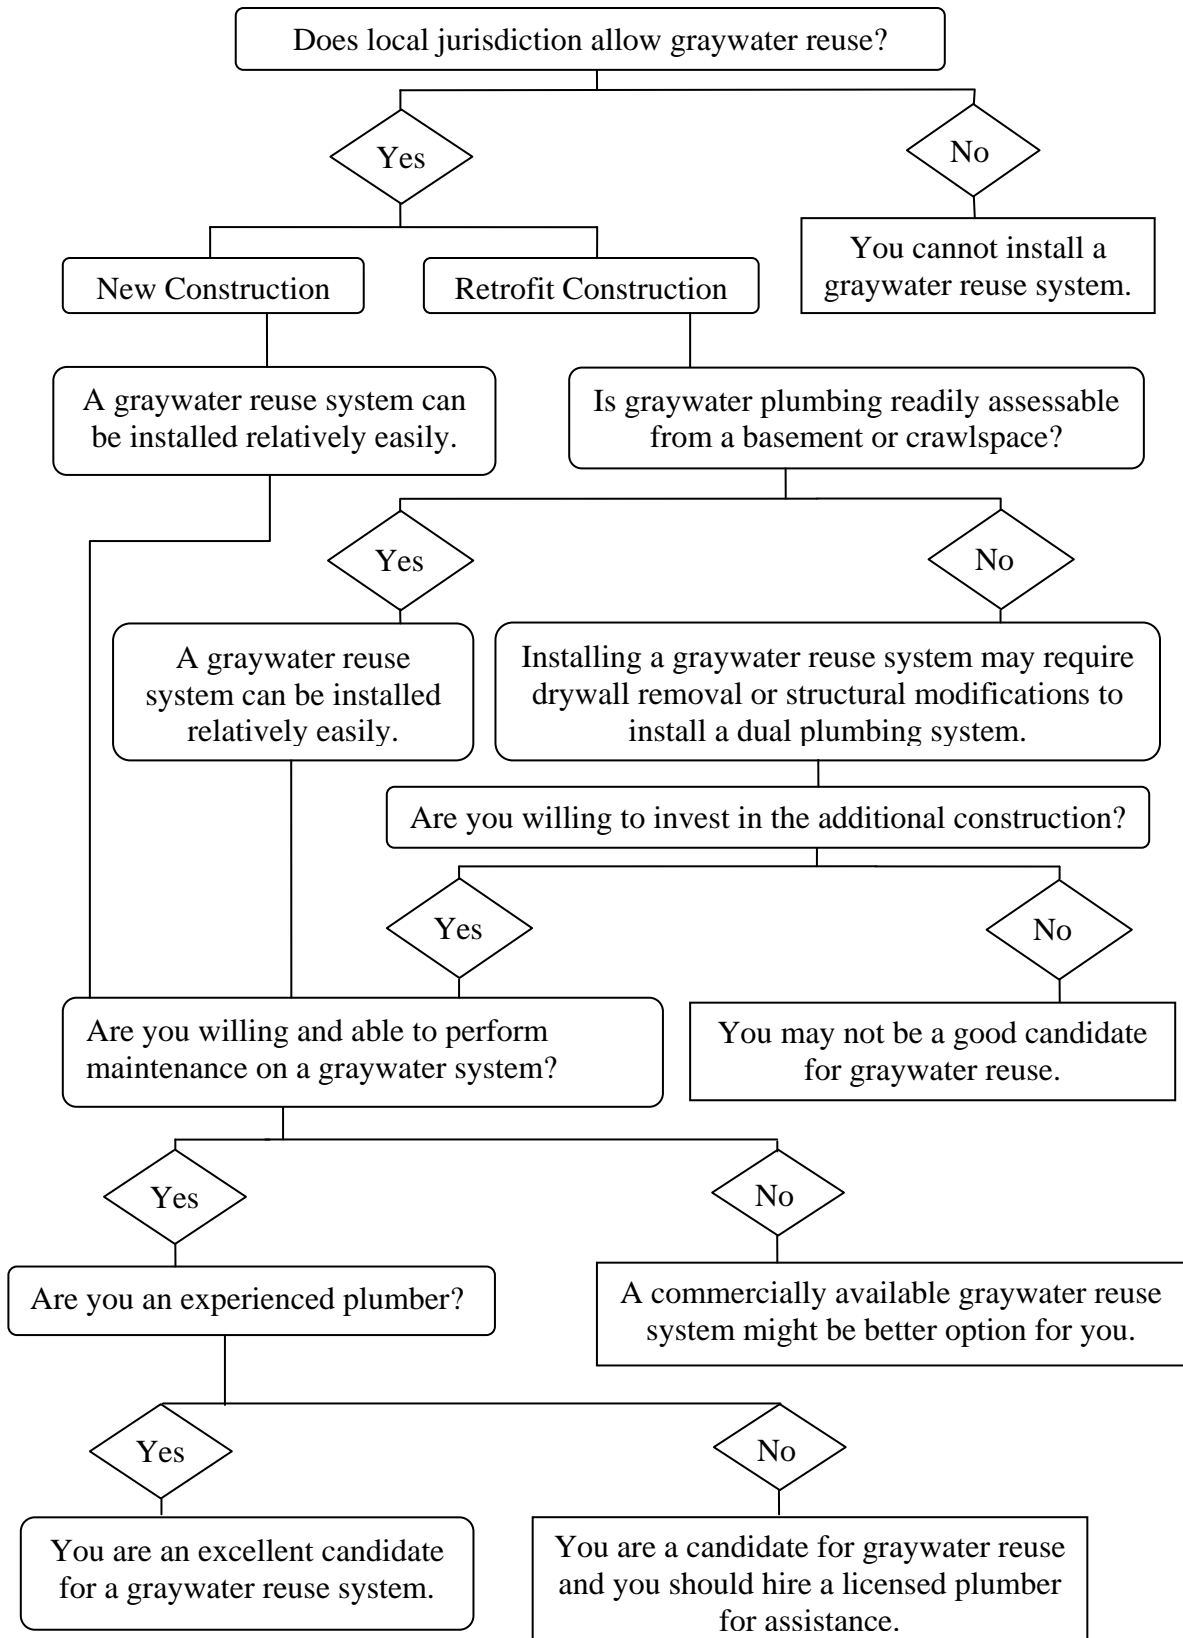 Does local jurisdiction allow graywater reuse?
Yes
No
New Construction
Retrofit Construction
You cannot install a
graywater reuse system.
A graywater reuse system can
be installed relatively easily.
Is graywater plumbing readily assessable
from a basement or crawlspace?
Yes
No
A graywater reuse
system can be installed
relatively easily.
Installing a graywater reuse system may require
drywall removal or structural modifications to
install a dual plumbing system.
Are you willing to invest in the additional construction?
Yes
No
Are you willing and able to perform
maintenance on a graywater system?
You may not be a good candidate
for graywater reuse.
Yes
No
Are you an experienced plumber?
A commercially available graywater reuse
system might be better option for you.
Yes
No
You are an excellent candidate
for a graywater reuse system.
You are a candidate for graywater reuse
and you should hire a licensed plumber
for assistance.